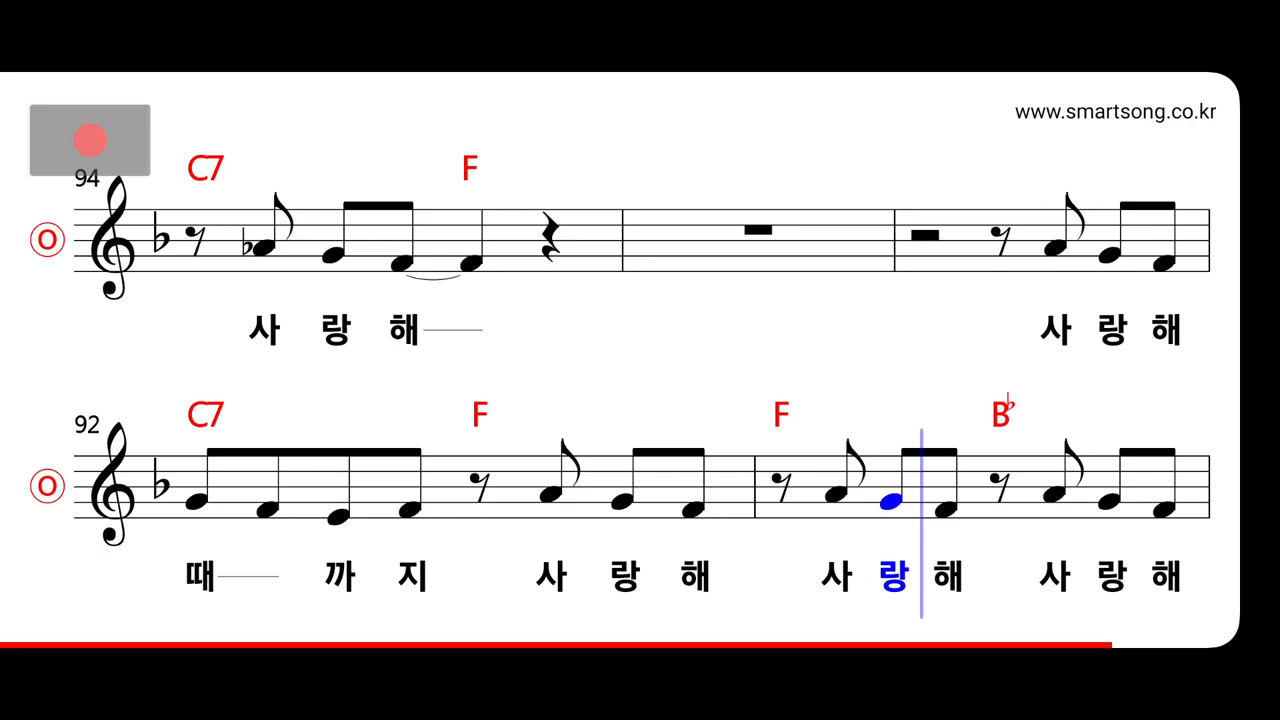 www.smartsong.co.kr
94 C7 F
O
사 랑 해 사 랑 해
92 C7 F F B♭
O
때 까 지 사 랑 해 사 랑 해 사 랑 해